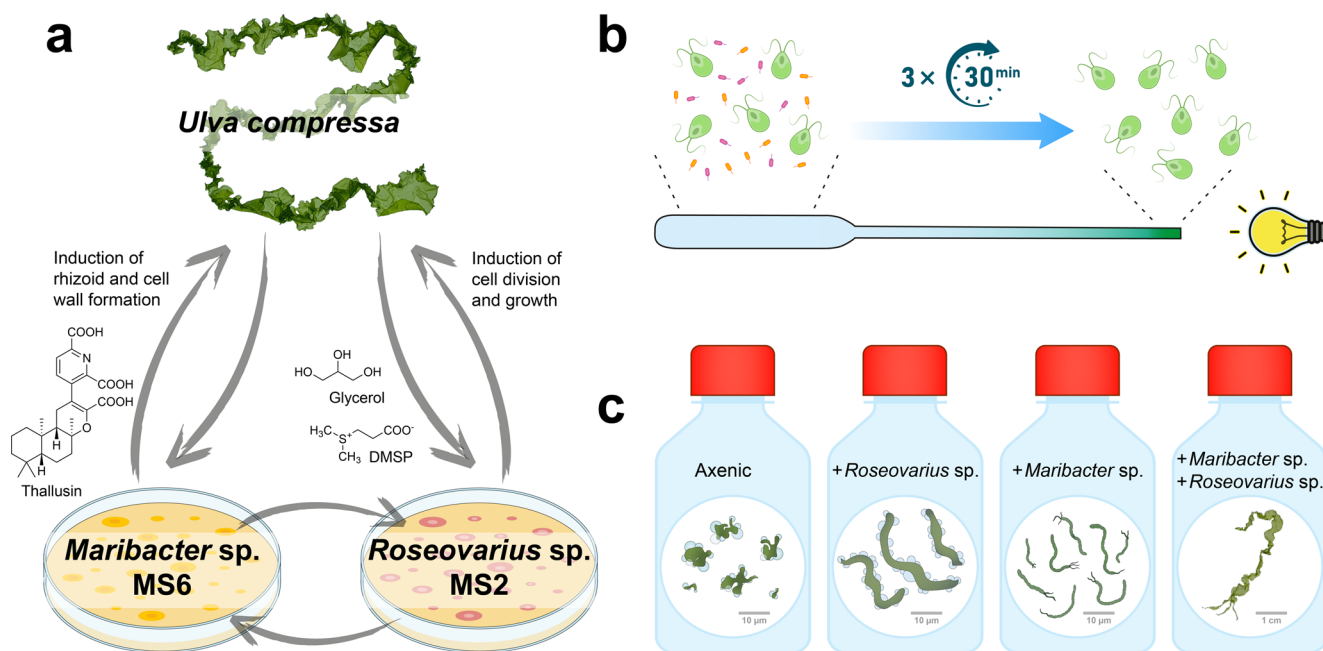 a
Ulva compressa
Induction of
rhizoid and cell
wall formation
Induction of
cell division
and growth
COOH
N
COOH
COOH
O
H
H
Thallusin
OH
HO
OH
Glycerol
H₃C
S⁺
COO⁻
CH₃
DMSP
Maribacter sp.
MS6
Roseovarius sp.
MS2
b
3 × 30 min
c
Axenic
10 µm
+ Roseovarius sp.
10 µm
+ Maribacter sp.
10 µm
+ Maribacter sp.
+ Roseovarius sp.
1 cm